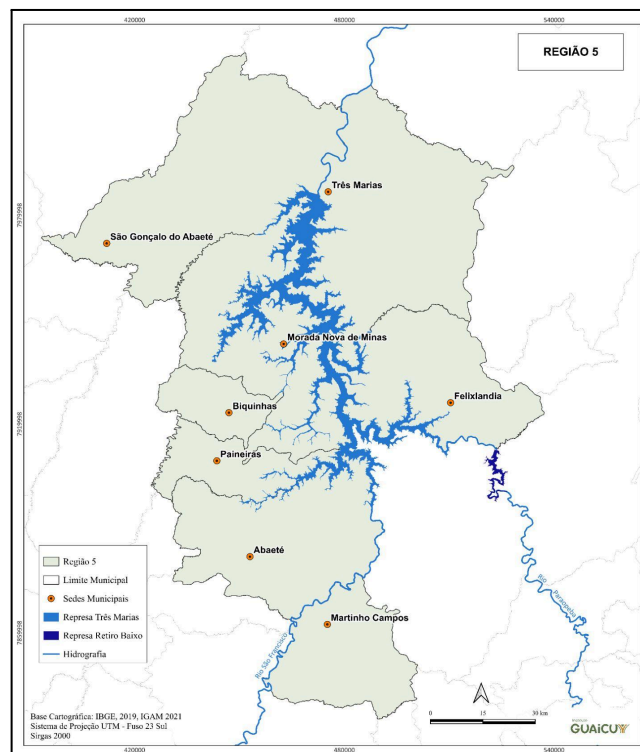 420000 480000 540000
REGIÃO 5
7979998
Três Marias
São Gonçalo do Abaeté
Morada Nova de Minas
Felixlandia
Biquinhas
7919998
Paineirás
Abaeté
Região 5
Limite Municipal
Sedes Municipais
Represa Três Marias
Represa Retiro Baixo
Hidrografia
Rio Paraopeba
Martinho Campos
7859998
Rio São Francisco
0 15 30 km
Base Cartográfica: IBGE, 2019, IGAM 2021
Sistema de Projeção UTM - Fuso 23 Sul
Sirgas 2000
GUAICUY
420000 480000 540000